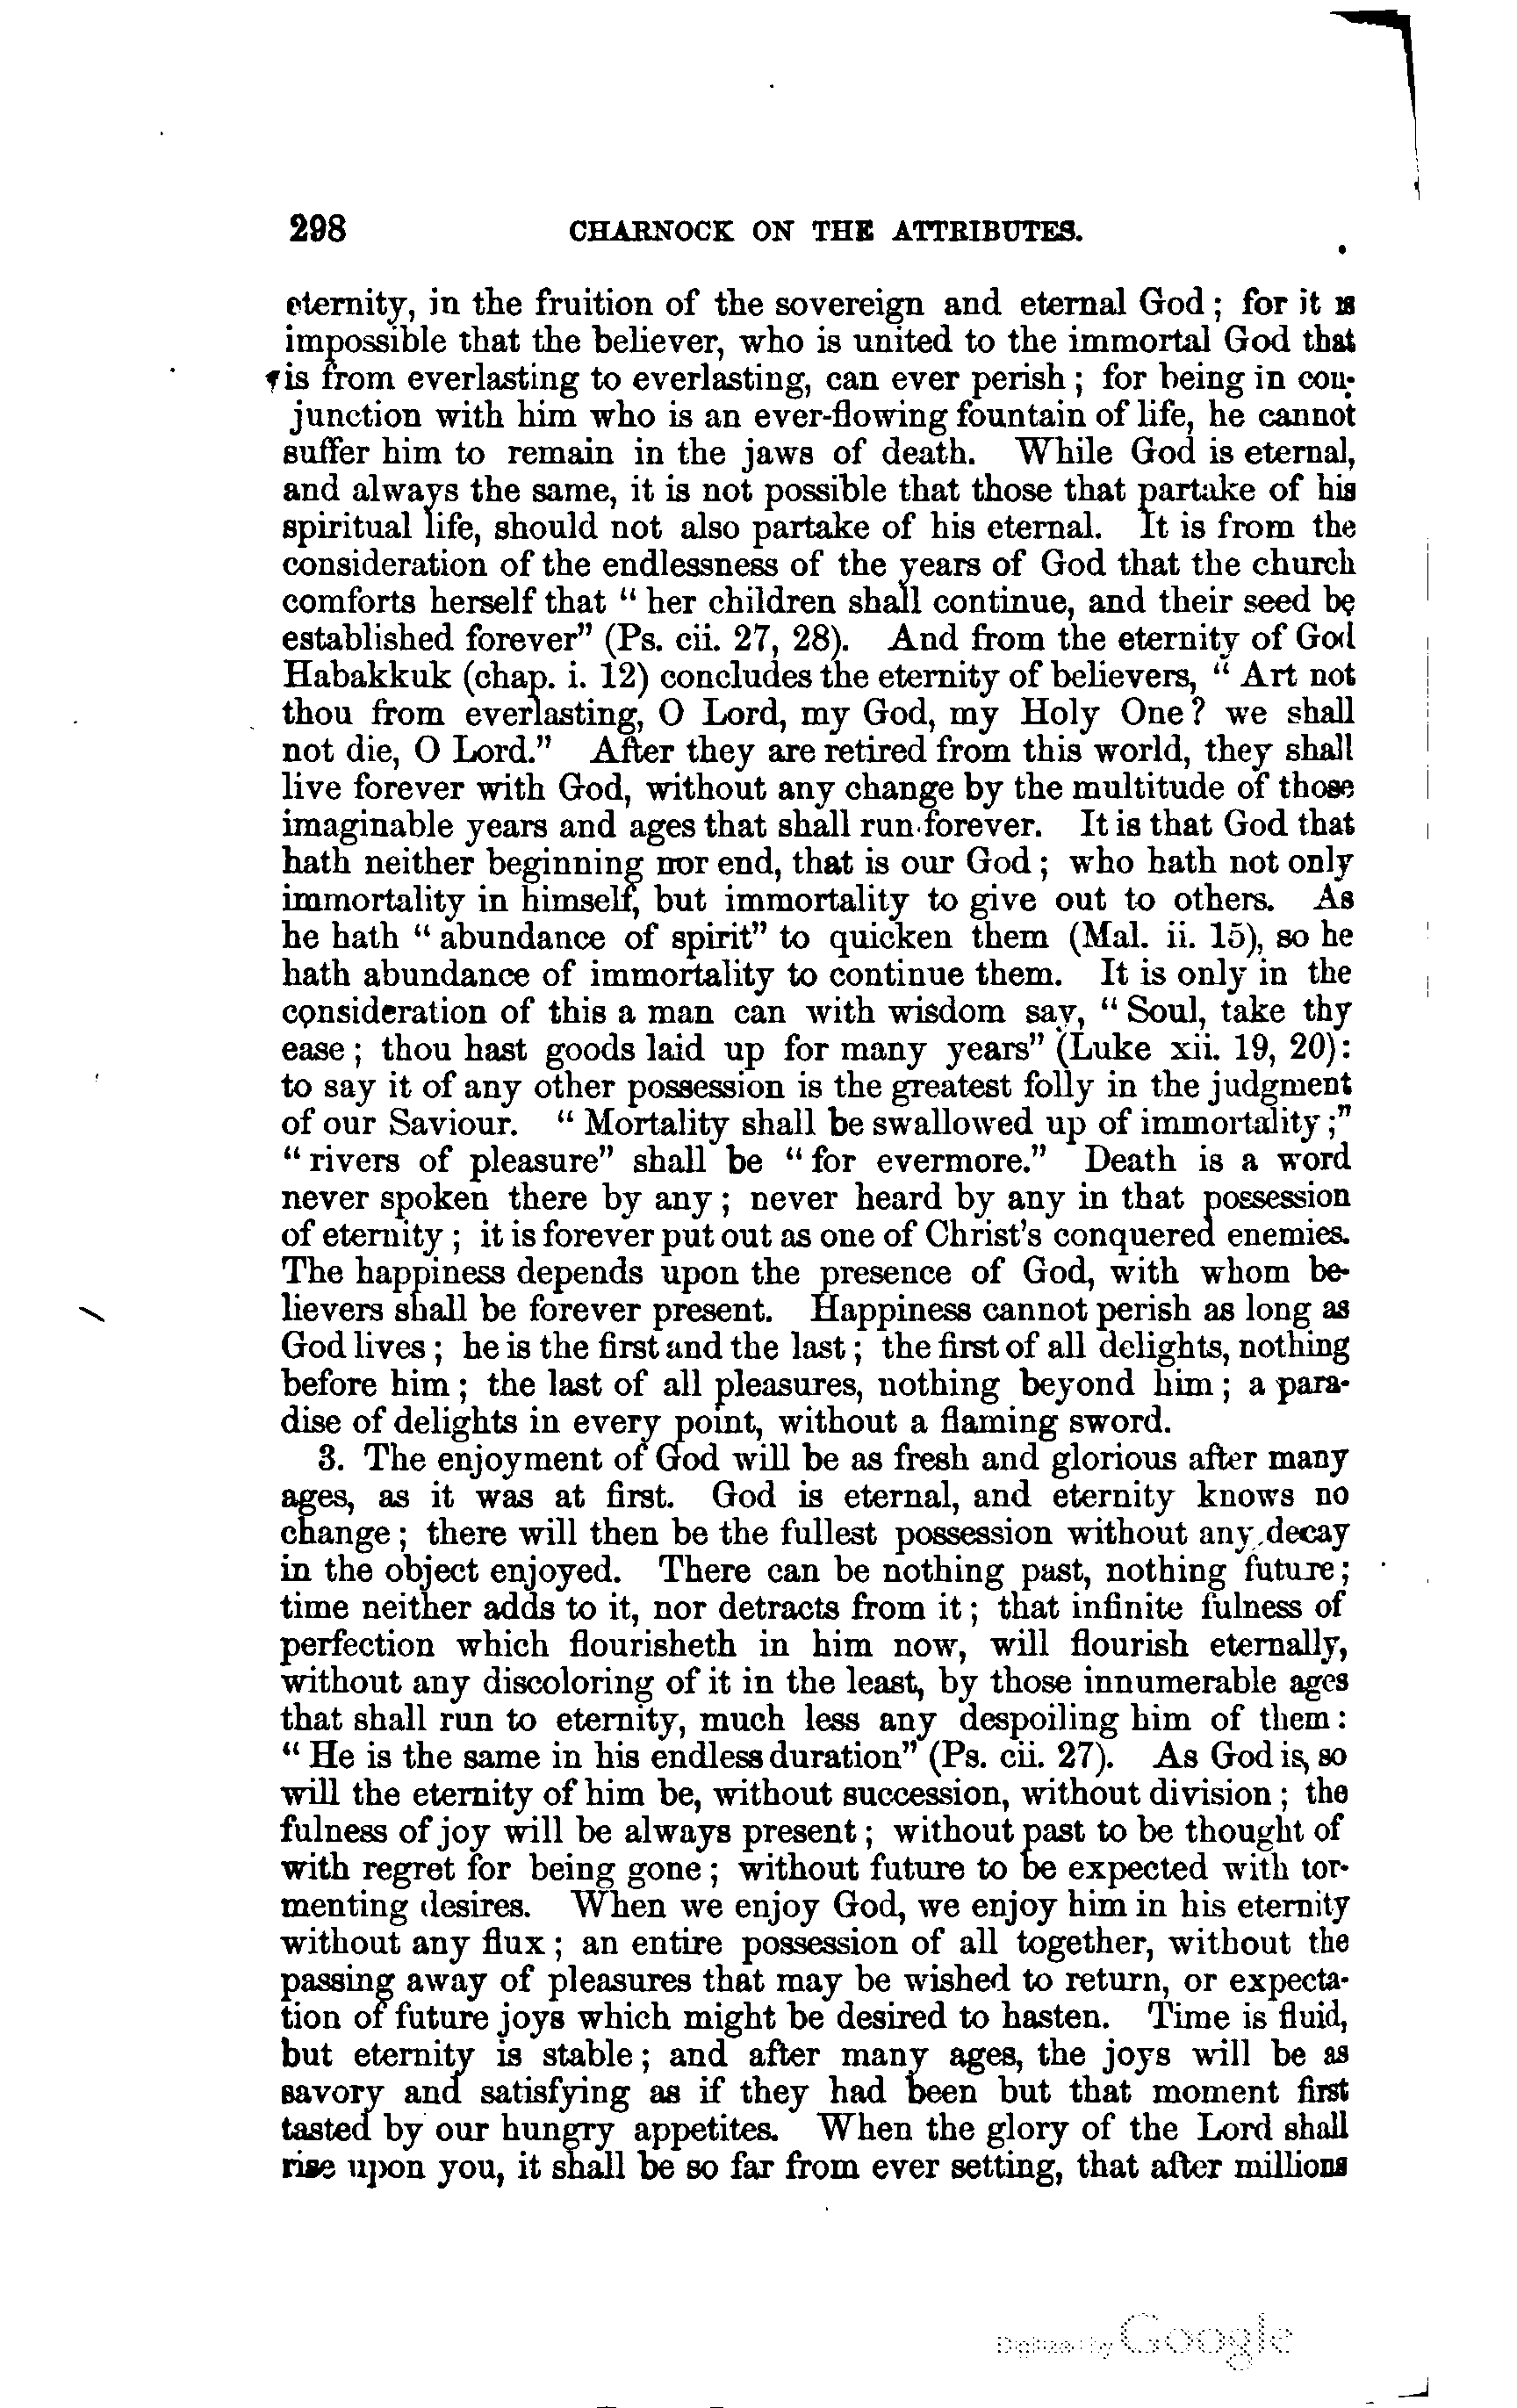 298 CHARNOCK ON THE ATTRIBUTES.
eternity, in the fruition of the sovereign and eternal God; for it is
impossible that the believer, who is united to the immortal God that
is from everlasting to everlasting, can ever perish; for being in con-
junction with him who is an ever-flowing fountain of life, he cannot
suffer him to remain in the jaws of death. While God is eternal,
and always the same, it is not possible that those that partake of his
spiritual life, should not also partake of his eternal. It is from the
consideration of the endlessness of the years of God that the church
comforts herself that "her children shall continue, and their seed be
established forever" (Ps. cii. 27, 28). And from the eternity of God
Habakkuk (chap. i. 12) concludes the eternity of believers, "Art not
thou from everlasting, O Lord, my God, my Holy One? we shall
not die, O Lord." After they are retired from this world, they shall
live forever with God, without any change by the multitude of those
imaginable years and ages that shall run forever. It is that God that
hath neither beginning nor end, that is our God; who hath not only
immortality in himself, but immortality to give out to others. As
he hath "abundance of spirit" to quicken them (Mal. ii. 15), so he
hath abundance of immortality to continue them. It is only in the
consideration of this a man can with wisdom say, "Soul, take thy
ease; thou hast goods laid up for many years" (Luke xii. 19, 20):
to say it of any other possession is the greatest folly in the judgment
of our Saviour. "Mortality shall be swallowed up of immortality;"
"rivers of pleasure" shall be "for evermore." Death is a word
never spoken there by any; never heard by any in that possession
of eternity; it is forever put out as one of Christ's conquered enemies.
The happiness depends upon the presence of God, with whom be-
lievers shall be forever present. Happiness cannot perish as long as
God lives; he is the first and the last; the first of all delights, nothing
before him; the last of all pleasures, nothing beyond him; a para-
dise of delights in every point, without a flaming sword.
3. The enjoyment of God will be as fresh and glorious after many
ages, as it was at first. God is eternal, and eternity knows no
change; there will then be the fullest possession without any decay
in the object enjoyed. There can be nothing past, nothing future;
time neither adds to it, nor detracts from it; that infinite fulness of
perfection which flourisheth in him now, will flourish eternally,
without any discoloring of it in the least, by those innumerable ages
that shall run to eternity, much less any despoiling him of them:
"He is the same in his endless duration" (Ps. cii. 27). As God is, so
will the eternity of him be, without succession, without division; the
fulness of joy will be always present; without past to be thought of
with regret for being gone; without future to be expected with tor-
menting desires. When we enjoy God, we enjoy him in his eternity
without any flux; an entire possession of all together, without the
passing away of pleasures that may be wished to return, or expecta-
tion of future joys which might be desired to hasten. Time is fluid,
but eternity is stable; and after many ages, the joys will be as
savory and satisfying as if they had been but that moment first
tasted by our hungry appetites. When the glory of the Lord shall
rise upon you, it shall be so far from ever setting, that after millions
Digitized by Google